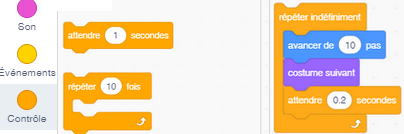 Son
Événements
Contrôle
attendre 1 secondes
répéter 10 fois
répéter indéfiniment
avancer de 10 pas
costume suivant
attendre 0.2 secondes